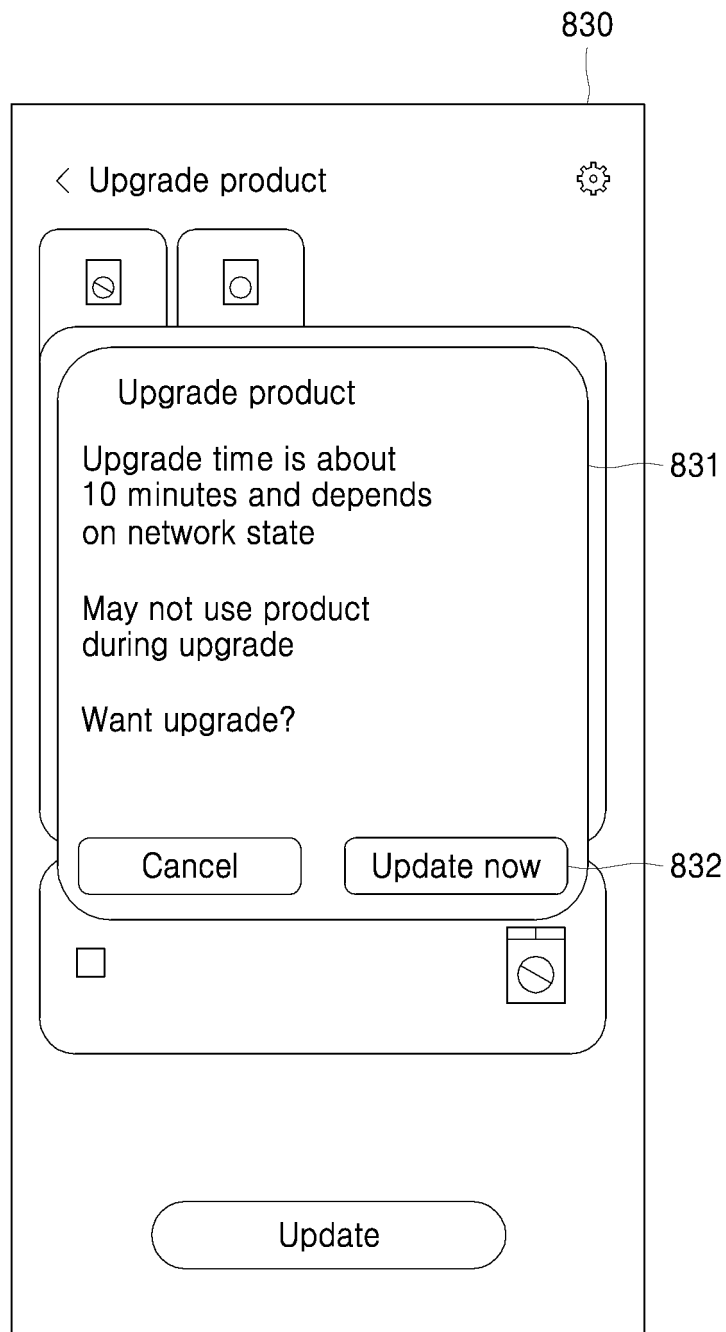 830
< Upgrade product
Upgrade product
Upgrade time is about
10 minutes and depends
on network state
831
May not use product
during upgrade
Want upgrade?
Cancel
Update now
832
Update